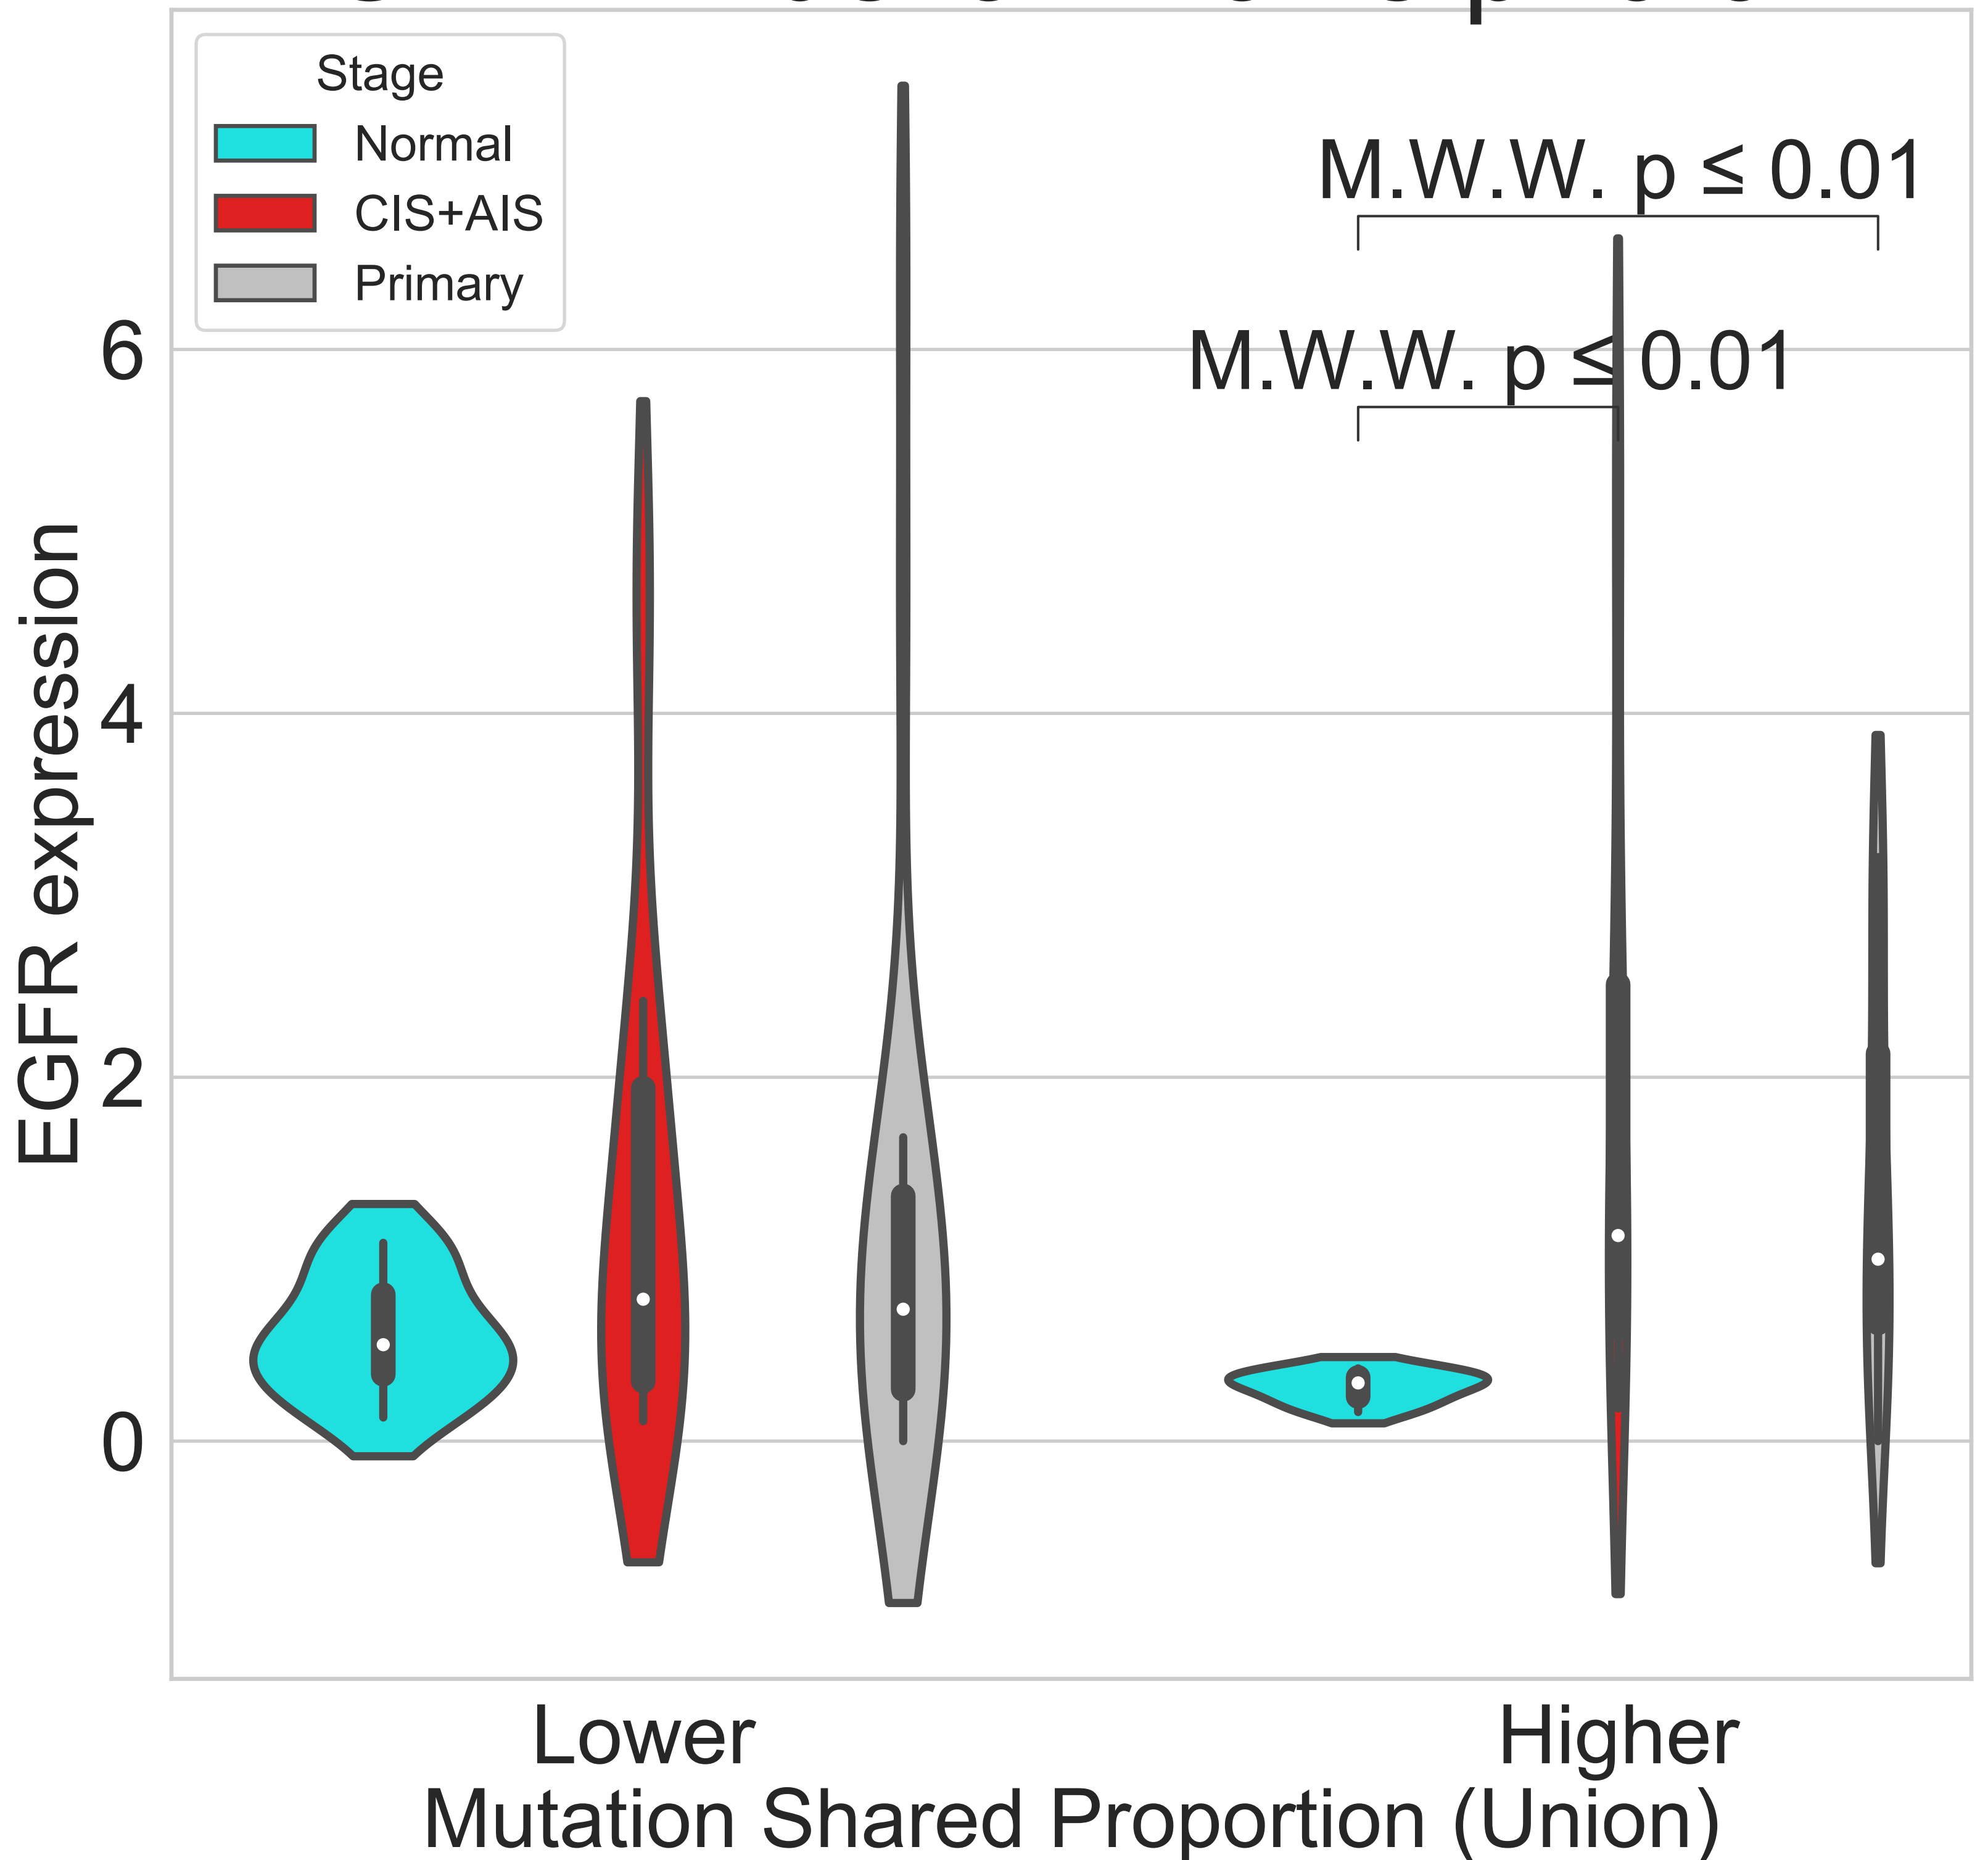 Stage
Normal
CIS+AIS
Primary
M.W.W. p ≤ 0.01
M.W.W. p ≤ 0.01
6
4
2
0
EGFR expression
Lower
Higher
Mutation Shared Proportion (Union)